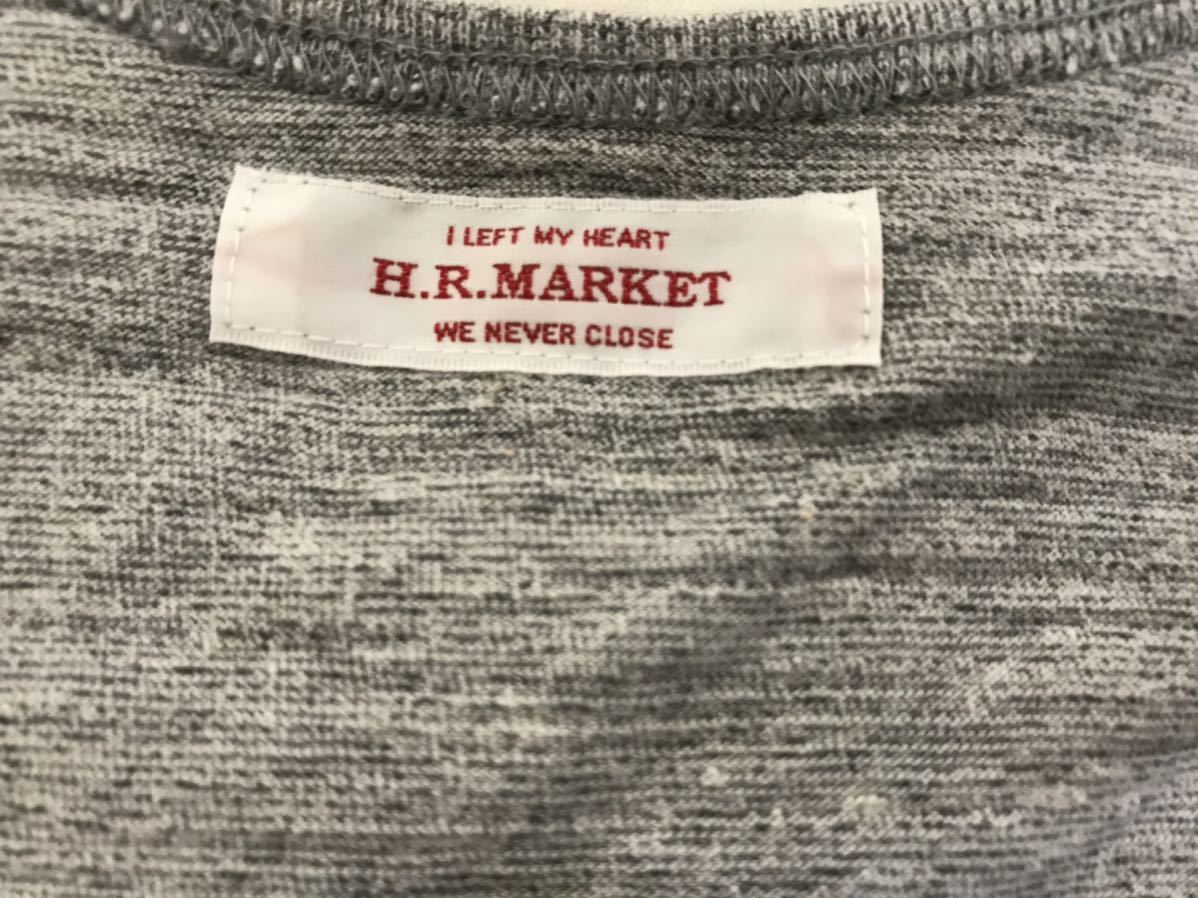 I LEFT MY HEART
H.R.MARKET
WE NEVER CLOSE